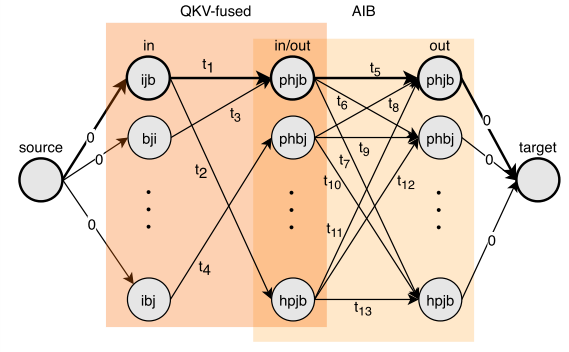 QKV-fused AIB
in in/out out
source target
ijb phjb phjb
bji phbj phbj
ibj hpjb hpjb
0 0 0
t1 t2 t3 t4
t5 t6 t7 t8 t9 t10 t11 t12 t13
0 0 0